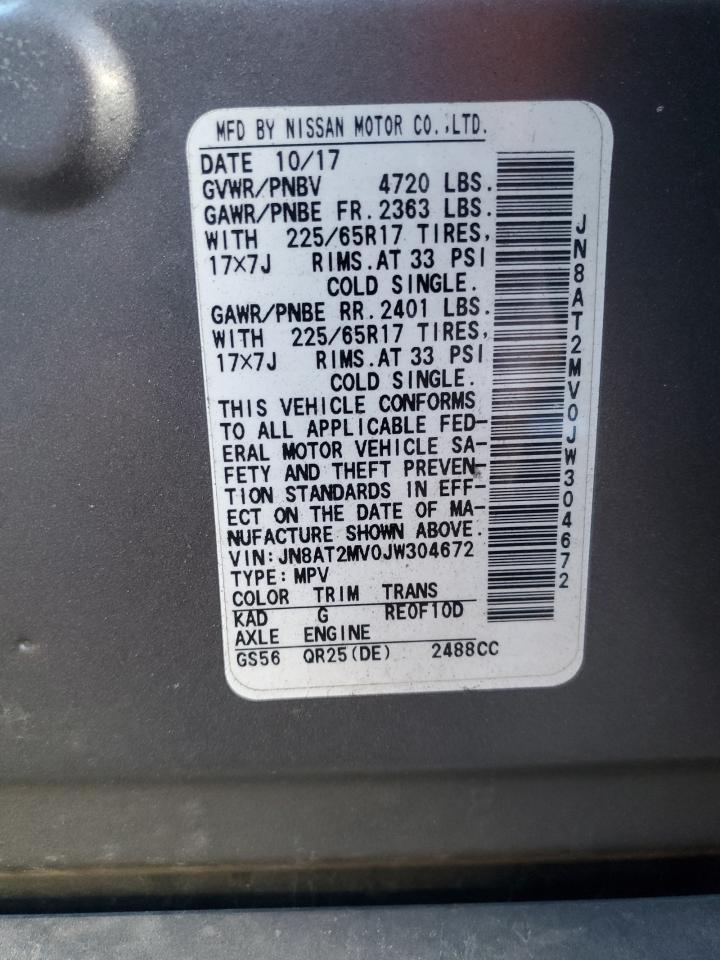 MFD BY NISSAN MOTOR CO.,LTD.
DATE 10/17
GVWR/PNBV 4720 LBS.
GAWR/PNBE FR. 2363 LBS.
WITH 225/65R17 TIRES,
17×7J RIMS.AT 33 PSI
COLD SINGLE.
GAWR/PNBE RR. 2401 LBS.
WITH 225/65R17 TIRES,
17×7J RIMS.AT 33 PSI
COLD SINGLE.
THIS VEHICLE CONFORMS
TO ALL APPLICABLE FED-
ERAL MOTOR VEHICLE SA-
FETY AND THEFT PREVEN-
TION STANDARDS IN EFF-
ECT ON THE DATE OF MA-
NUFACTURE SHOWN ABOVE.
VIN: JN8AT2MV0JW304672
TYPE: MPV
COLOR TRIM TRANS
KAD G RE0F10D
AXLE ENGINE
GS56 QR25(DE) 2488CC
JN8AT2MV0JW304672